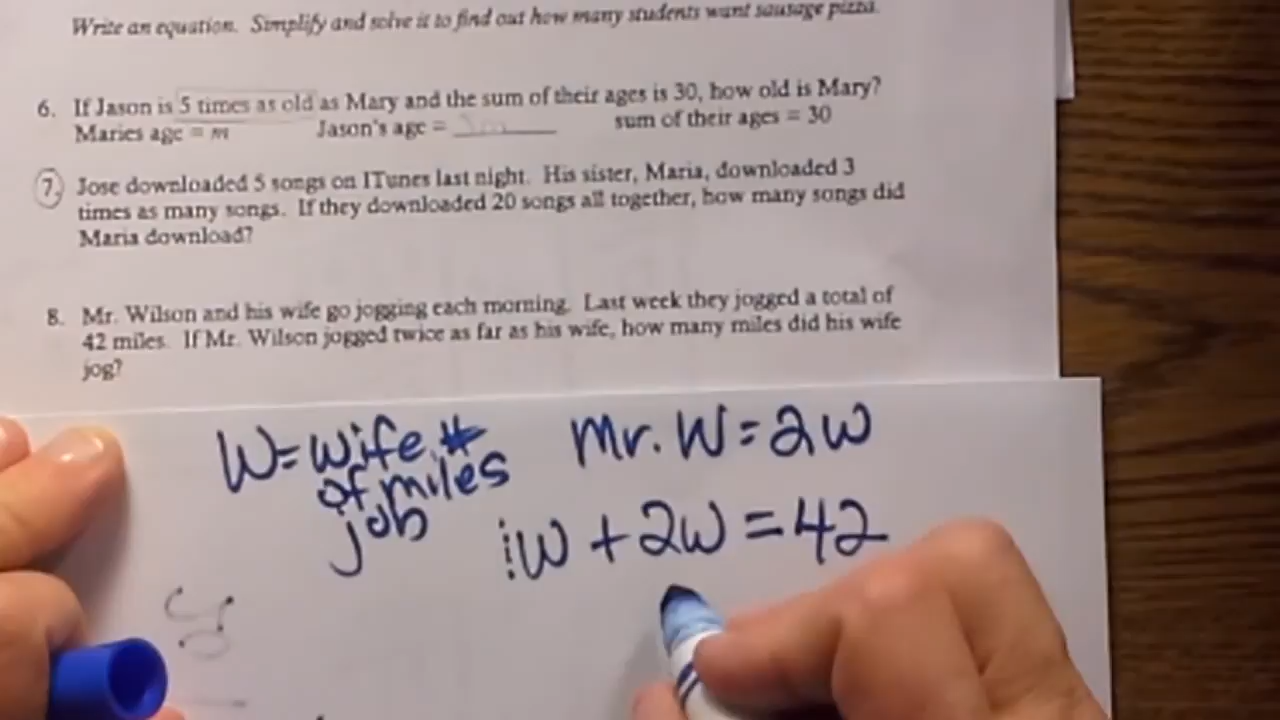 Write an equation. Simplify and solve it to find out how many students want sausage pizza.
6. If Jason is 5 times as old as Mary and the sum of their ages is 30, how old is Mary?
Maries age = m Jason's age = 5m sum of their ages = 30
7. Jose downloaded 5 songs on ITunes last night. His sister, Maria, downloaded 3
times as many songs. If they downloaded 20 songs all together, how many songs did
Maria download?
8. Mr. Wilson and his wife go jogging each morning. Last week they jogged a total of
42 miles. If Mr. Wilson jogged twice as far as his wife, how many miles did his wife
jog?
W=wife # Mr. W=2w
of miles
job
1w + 2w = 42